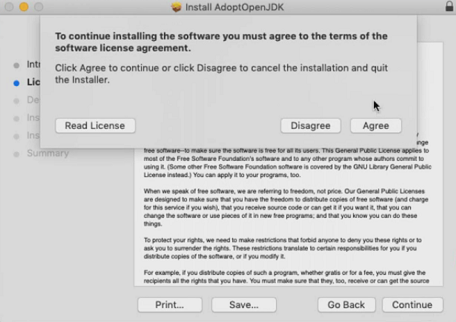 Install AdoptOpenJDK
To continue installing the software you must agree to the terms of the
software license agreement.
Click Agree to continue or click Disagree to cancel the installation and quit
the Installer.
Read License
Disagree
Agree
Int
Lic
De
Ins
Ins
Summary
free software--to make sure the software is free for all its users. This General Public License applies to
most of the Free Software Foundation's software and to any other program whose authors commit to
using it. (Some other Free Software Foundation software is covered by the GNU Library General Public
License instead.) You can apply it to your programs, too.
When we speak of free software, we are referring to freedom, not price. Our General Public Licenses
are designed to make sure that you have the freedom to distribute copies of free software (and charge
for this service if you wish), that you receive source code or can get it if you want it, that you can
change the software or use pieces of it in new free programs; and that you know you can do these
things.
To protect your rights, we need to make restrictions that forbid anyone to deny you these rights or to
ask you to surrender the rights. These restrictions translate to certain responsibilities for you if you
distribute copies of the software, or if you modify it.
For example, if you distribute copies of such a program, whether gratis or for a fee, you must give the
recipients all the rights that you have. You must make sure that they, too, receive or can get the source
Print...
Save...
Go Back
Continue